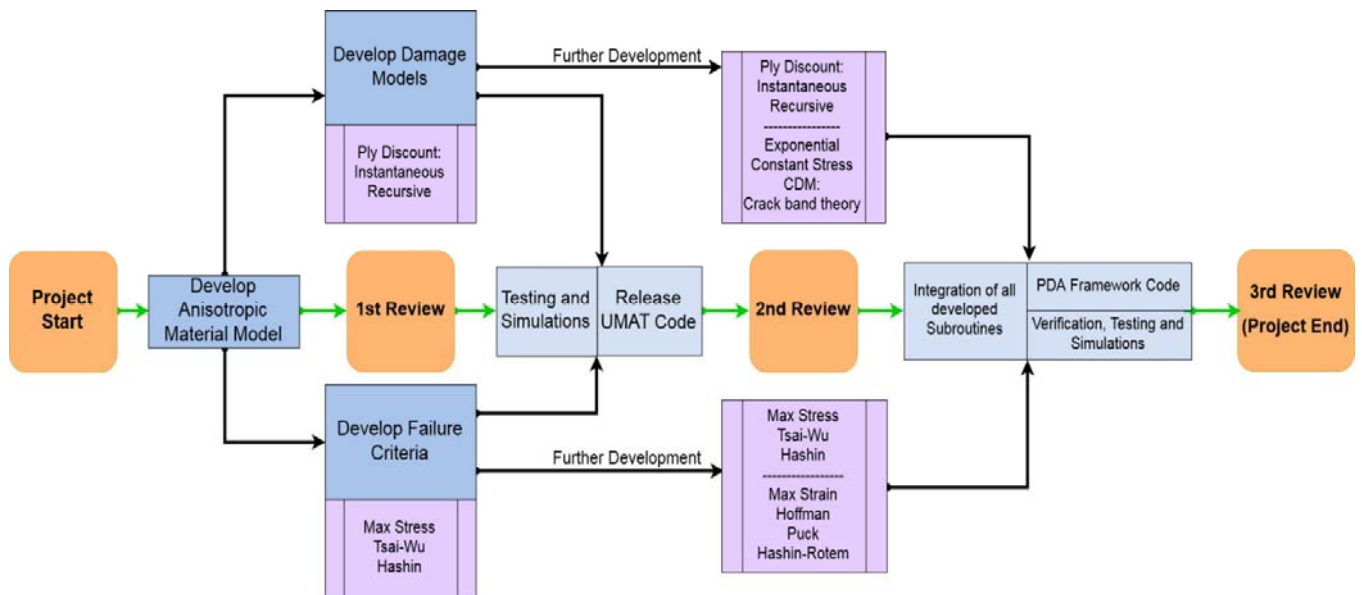 Develop Damage
Models
Ply Discount:
Instantaneous
Recursive
Further Development
Ply Discount:
Instantaneous
Recursive
----------------
Exponential
Constant Stress
CDM:
Crack band theory
Project
Start
Develop
Anisotropic
Material Model
1st Review
Testing and
Simulations
Release
UMAT Code
2nd Review
Integration of all
developed
Subroutines
PDA Framework Code
Verification, Testing and
Simulations
3rd Review
(Project End)
Develop Failure
Criteria
Max Stress
Tsai-Wu
Hashin
Further Development
Max Stress
Tsai-Wu
Hashin
-----------------
Max Strain
Hoffman
Puck
Hashin-Rotem